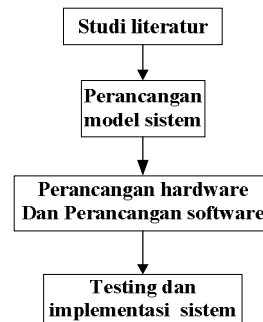 Studi literatur
Perancangan
model sistem
Perancangan hardware
Dan Perancangan software
Testing dan
implementasi sistem